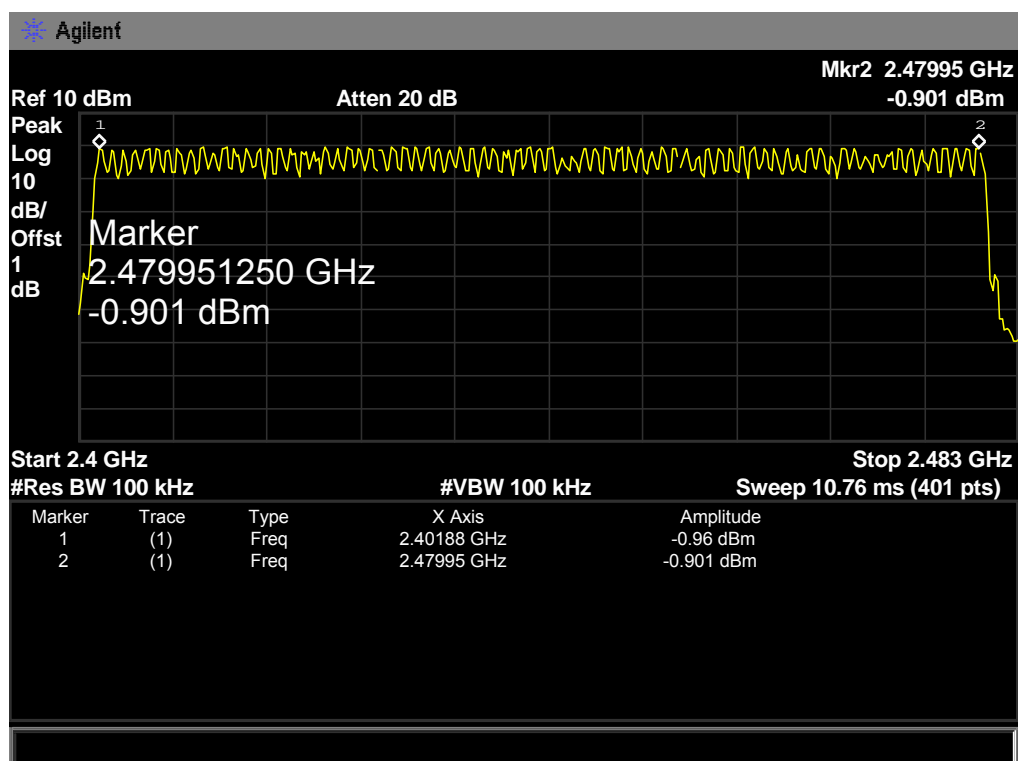 Agilent
Mkr2 2.47995 GHz
Ref 10 dBm Atten 20 dB -0.901 dBm
Peak
Log
10
dB/
Offst
1
dB
1 2
Marker
2.479951250 GHz
-0.901 dBm
Start 2.4 GHz Stop 2.483 GHz
#Res BW 100 kHz #VBW 100 kHz Sweep 10.76 ms (401 pts)
Marker Trace Type X Axis Amplitude
1 (1) Freq 2.40188 GHz -0.96 dBm
2 (1) Freq 2.47995 GHz -0.901 dBm